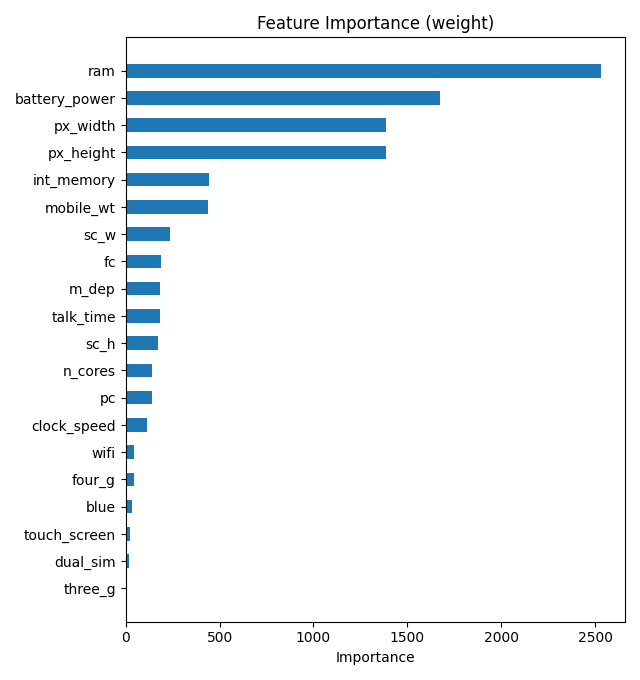 Feature Importance (weight)
ram
battery_power
px_width
px_height
int_memory
mobile_wt
sc_w
fc
m_dep
talk_time
sc_h
n_cores
pc
clock_speed
wifi
four_g
blue
touch_screen
dual_sim
three_g
0 500 1000 1500 2000 2500
Importance